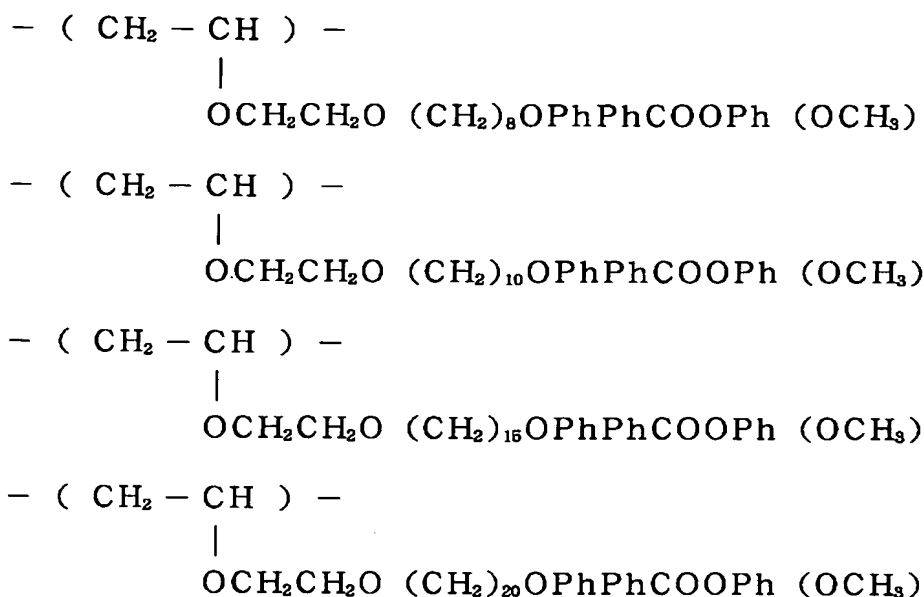 − ( CH₂ − CH ) −
|
OCH₂CH₂O (CH₂)₈OPhPhCOOPh (OCH₃)
− ( CH₂ − CH ) −
|
O.CH₂CH₂O (CH₂)₁₀OPhPhCOOPh (OCH₃)
− ( CH₂ − CH ) −
|
OCH₂CH₂O (CH₂)₁₅OPhPhCOOPh (OCH₃)
− ( CH₂ − CH ) −
|
OCH₂CH₂O (CH₂)₂₀OPhPhCOOPh (OCH₃)